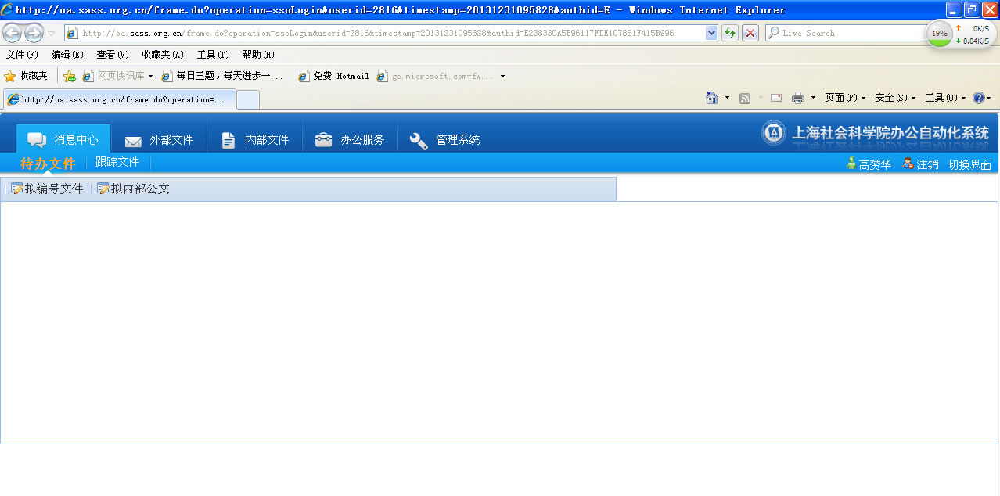 http://oa.sass.org.cn/frame.do?operation=ssoLogin&userid=2816&timestamp=20131231095828&authid=E - Windows Internet Explorer
http://oa.sass.org.cn/frame.do?operation=ssoLogin&userid=2816&timestamp=20131231095828&authid=E23833CA5B96117FDE1C7881F415B996 Live Search 19% 0K/S
0.04K/S
文件(F) 编辑(E) 查看(V) 收藏夹(A) 工具(T) 帮助(H)
收藏夹 网页快讯库 每日三题，每天进步一... 免费 Hotmail go.microsoft.com-fw...
http://oa.sass.org.cn/frame.do?operation=... 页面(P) 安全(S) 工具(O)
消息中心 外部文件 内部文件 办公服务 管理系统 上海社会科学院办公自动化系统
待办文件 跟踪文件 高赟华 注销 切换界面
拟编号文件 拟内部公文